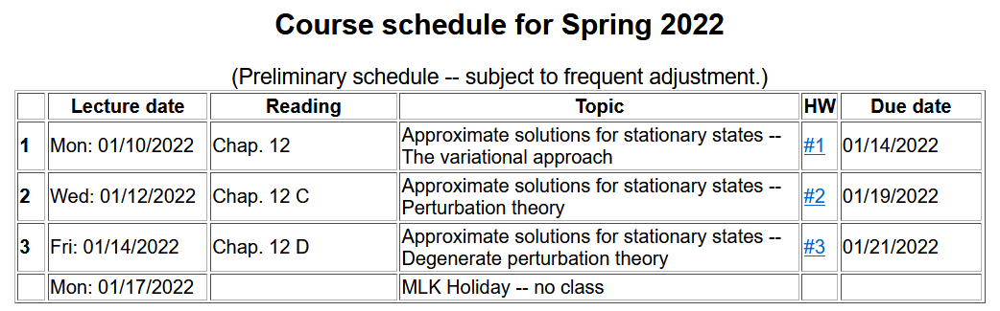 Course schedule for Spring 2022
(Preliminary schedule -- subject to frequent adjustment.)
Lecture date Reading Topic HW Due date
1 Mon: 01/10/2022 Chap. 12 Approximate solutions for stationary states --
The variational approach #1 01/14/2022
2 Wed: 01/12/2022 Chap. 12 C Approximate solutions for stationary states --
Perturbation theory #2 01/19/2022
3 Fri: 01/14/2022 Chap. 12 D Approximate solutions for stationary states --
Degenerate perturbation theory #3 01/21/2022
Mon: 01/17/2022 MLK Holiday -- no class